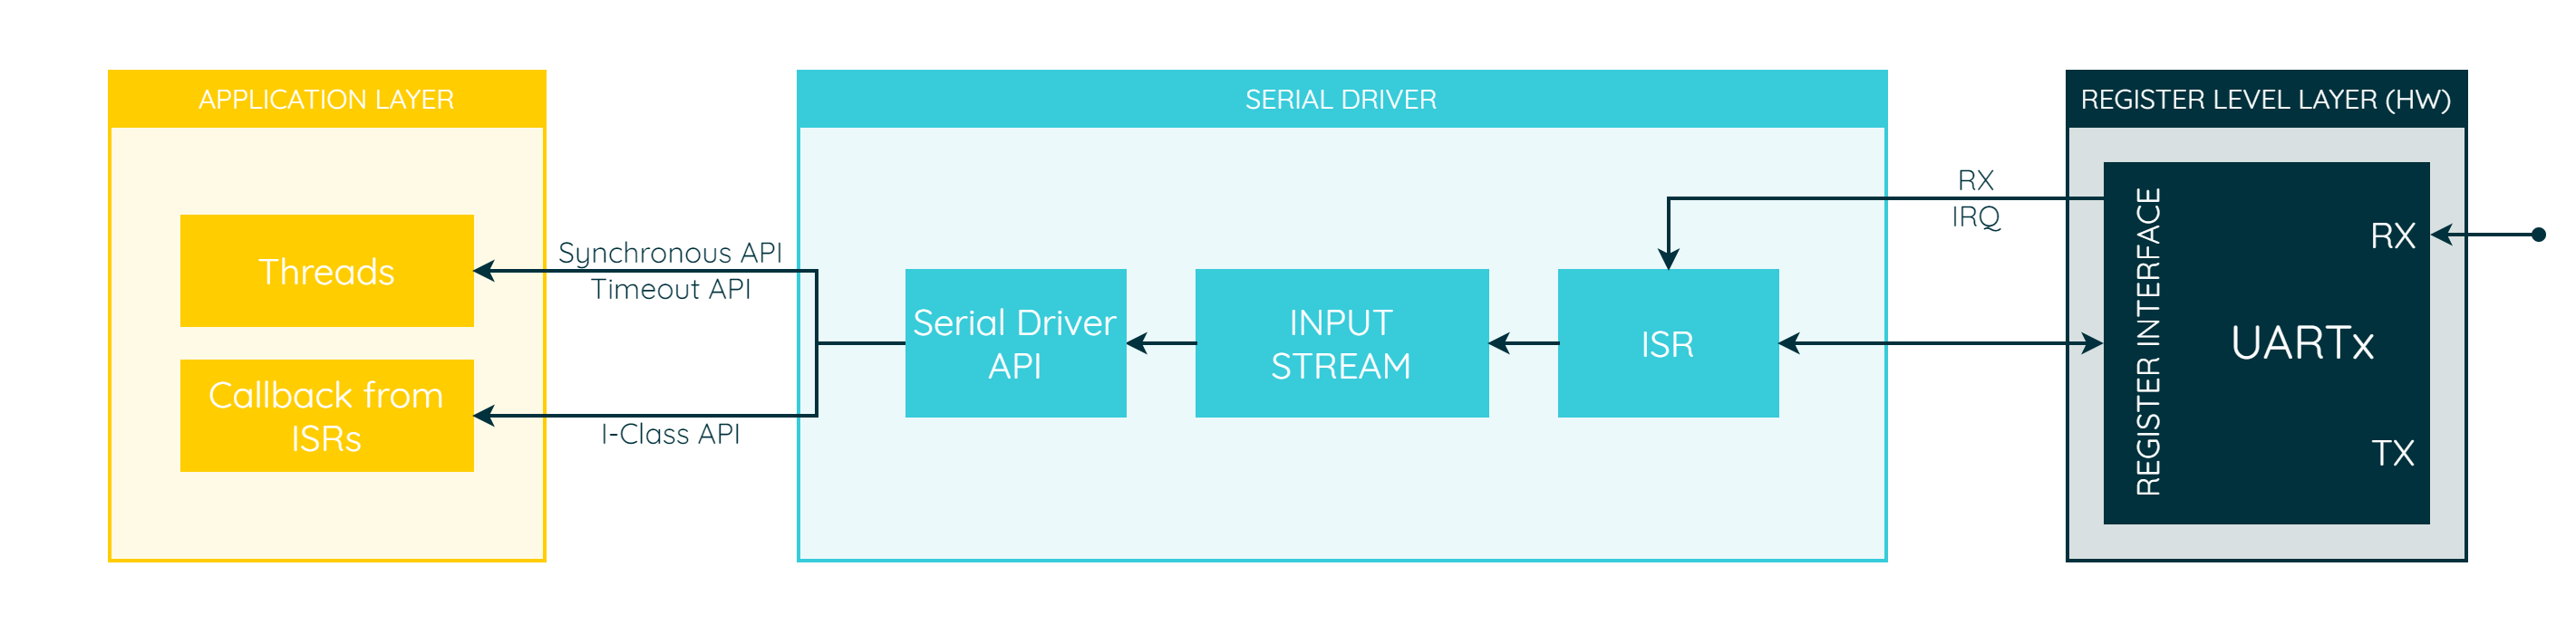 APPLICATION LAYER
Threads
Callback from
ISRs
Synchronous API
Timeout API
I-Class API
SERIAL DRIVER
Serial Driver
API
INPUT
STREAM
ISR
RX
IRQ
REGISTER LEVEL LAYER (HW)
REGISTER INTERFACE
RX
UARTx
TX